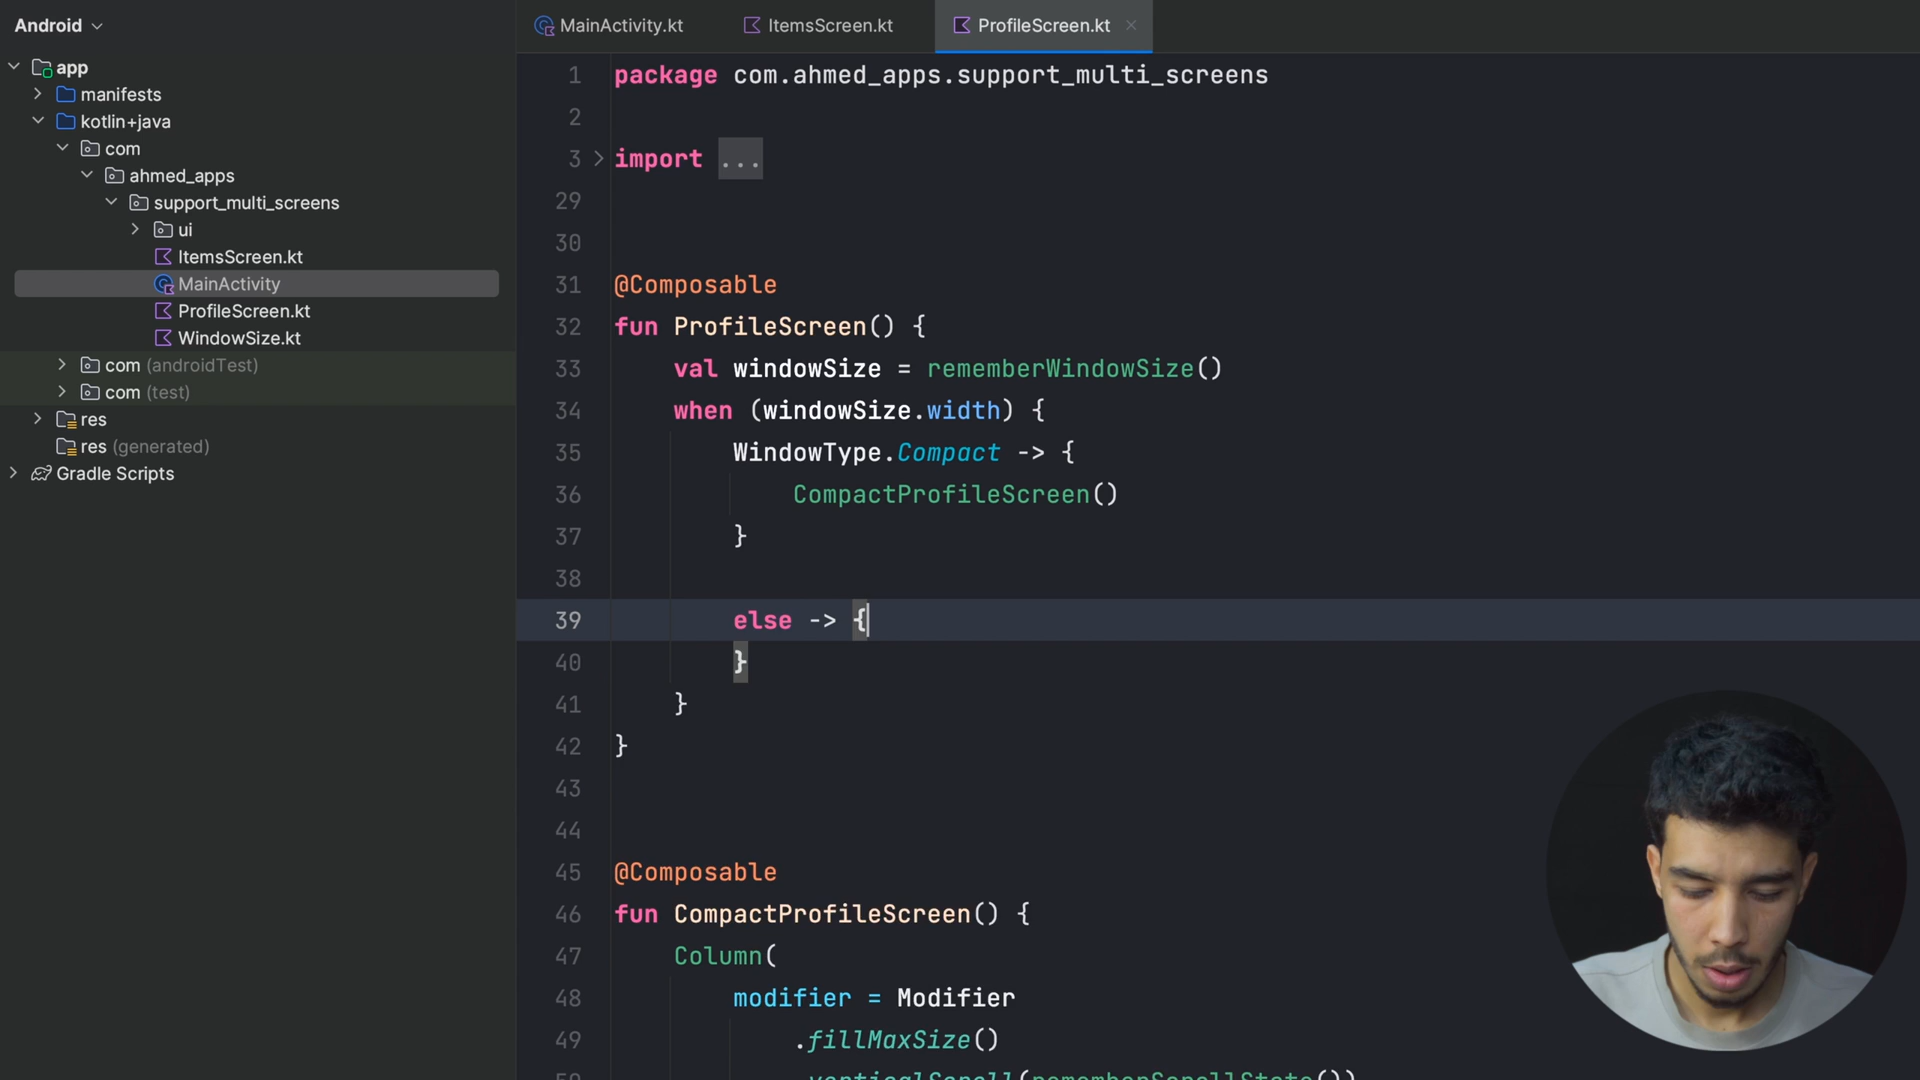 Android
app
manifests
kotlin+java
com
ahmed_apps
support_multi_screens
ui
ItemsScreen.kt
MainActivity
ProfileScreen.kt
WindowSize.kt
com (androidTest)
com (test)
res
res (generated)
Gradle Scripts
MainActivity.kt ItemsScreen.kt ProfileScreen.kt
1 package com.ahmed_apps.support_multi_screens
2
3 import ...
29
30
31 @Composable
32 fun ProfileScreen() {
33 val windowSize = rememberWindowSize()
34 when (windowSize.width) {
35 WindowType.Compact -> {
36 CompactProfileScreen()
37 }
38
39 else -> {
40 }
41 }
42 }
43
44
45 @Composable
46 fun CompactProfileScreen() {
47 Column(
48 modifier = Modifier
49 .fillMaxSize()
50 .verticalScroll(rememberScrollState())